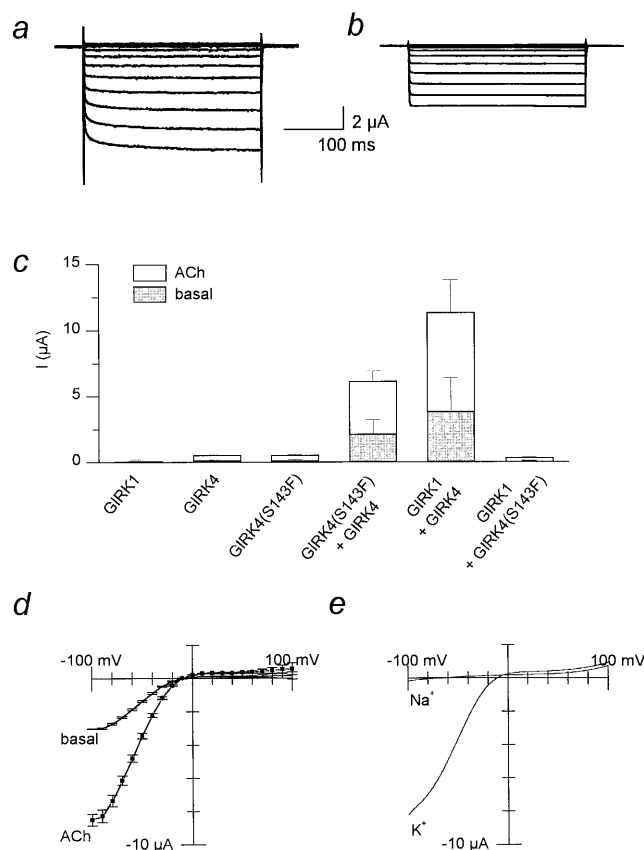 a
b
2 µA
100 ms
c
15
10
5
0
I (µA)
ACh
basal
GIRK1
GIRK4
GIRK4(S143F)
GIRK4(S143F)
+ GIRK4
GIRK1
+ GIRK4
GIRK1
+ GIRK4(S143F)
d
-100 mV
100 mV
basal
ACh
-10 µA
e
-100 mV
100 mV
Na+
K+
-10 µA